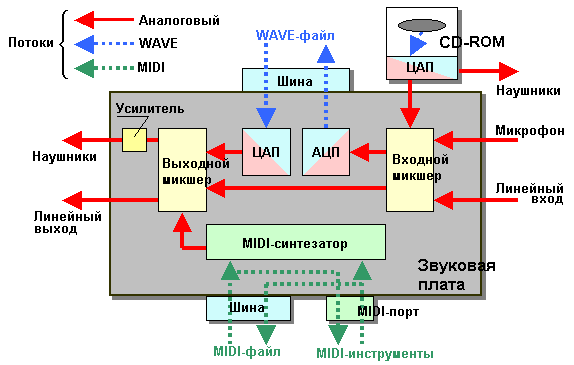 Потоки
Аналоговый
WAVE
MIDI
WAVE-файл
CD-ROM
ЦАП
Наушники
Шина
Усилитель
Наушники
Выходной
микшер
ЦАП
АЦП
Входной
микшер
Микрофон
Линейный
вход
Линейный
выход
MIDI-синтезатор
Звуковая
плата
Шина
MIDI-порт
MIDI-файл
MIDI-инструменты